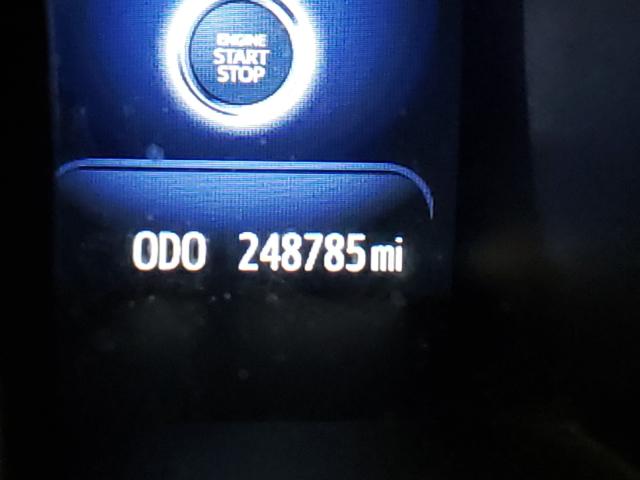 ENGINE
START
STOP
ODO 248785 mi